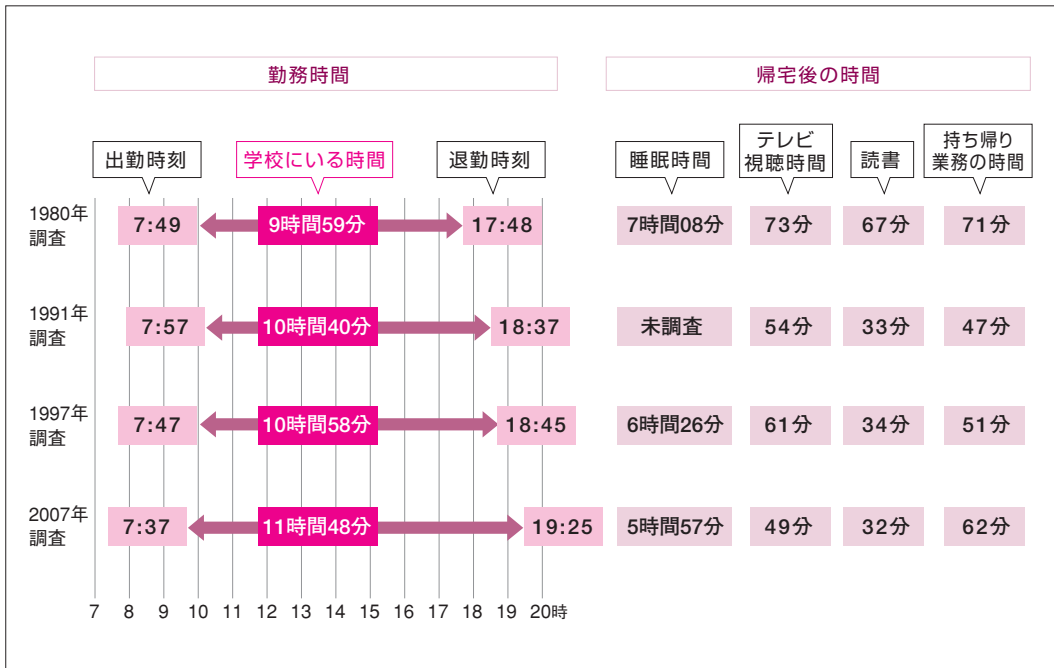 勤務時間
帰宅後の時間
出勤時刻
学校にいる時間
退勤時刻
睡眠時間
テレビ
視聴時間
読書
持ち帰り
業務の時間
1980年
調査
7:49
9時間59分
17:48
7時間08分
73分
67分
71分
1991年
調査
7:57
10時間40分
18:37
未調査
54分
33分
47分
1997年
調査
7:47
10時間58分
18:45
6時間26分
61分
34分
51分
2007年
調査
7:37
11時間48分
19:25
5時間57分
49分
32分
62分
7 8 9 10 11 12 13 14 15 16 17 18 19 20時